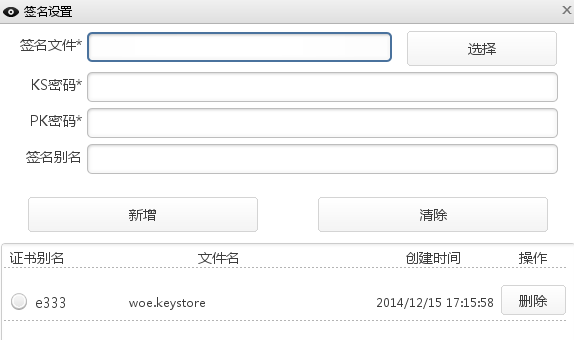 签名设置
签名文件* 选择
KS密码*
PK密码*
签名别名
新增 清除
证书别名 文件名 创建时间 操作
e333 woe.keystore 2014/12/15 17:15:58 删除